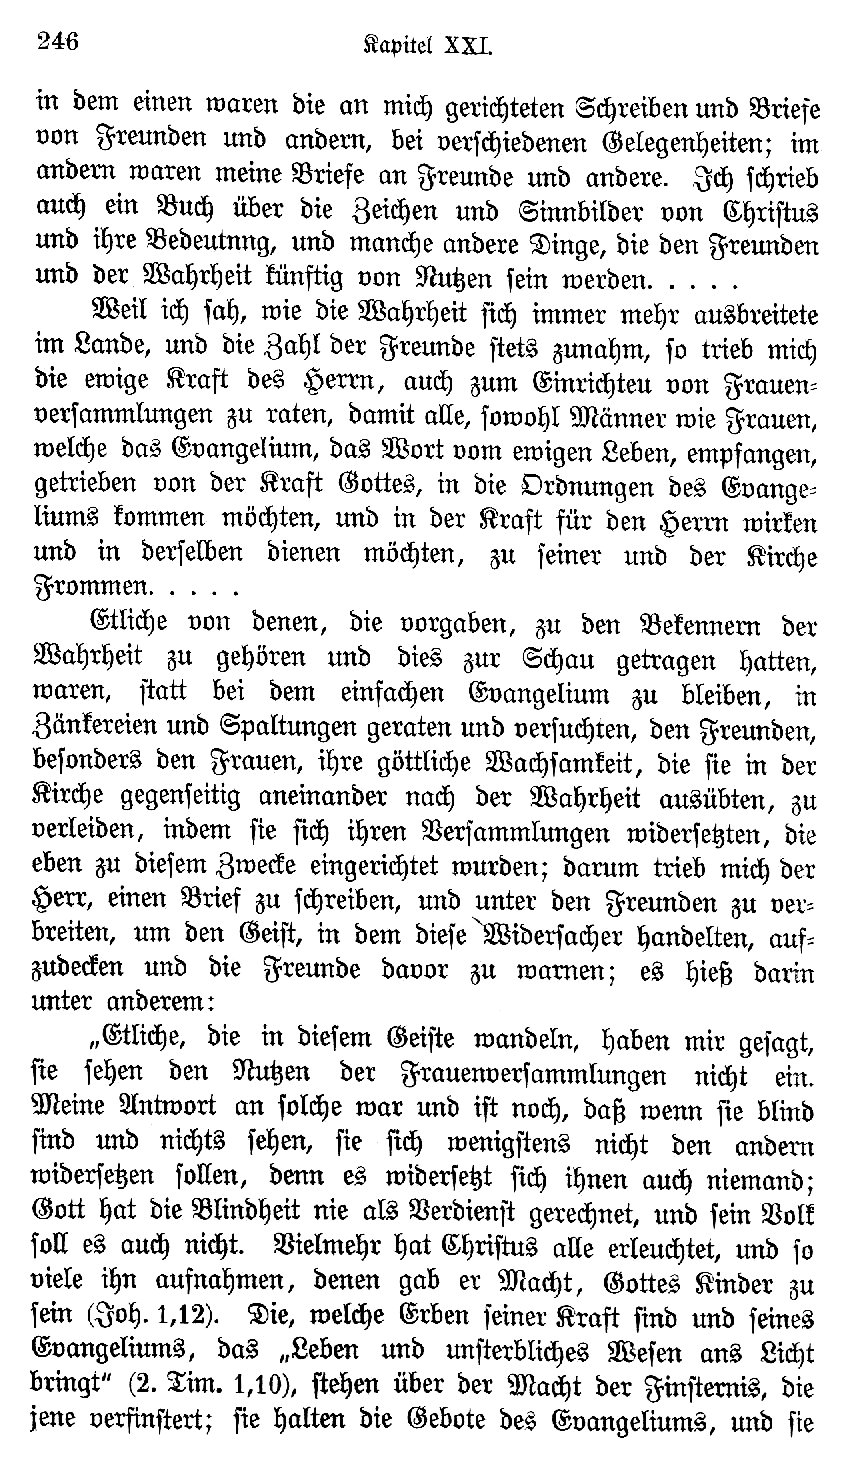 246 Kapitel XXI.
in dem einen waren die an mich gerichteten Schreiben und Briefe
von Freunden und andern, bei verschiedenen Gelegenheiten; im
andern waren meine Briefe an Freunde und andere. Ich schrieb
auch ein Buch über die Zeichen und Sinnbilder von Christus
und ihre Bedeutnng, und manche andere Dinge, die den Freunden
und der Wahrheit künftig von Nutzen sein werden. . . . .
Weil ich sah, wie die Wahrheit sich immer mehr ausbreitete
im Lande, und die Zahl der Freunde stets zunahm, so trieb mich
die ewige Kraft des Herrn, auch zum Einrichteu von Frauen-
versammlungen zu raten, damit alle, sowohl Männer wie Frauen,
welche das Evangelium, das Wort vom ewigen Leben, empfangen,
getrieben von der Kraft Gottes, in die Ordnungen des Evange-
liums kommen möchten, und in der Kraft für den Herrn wirken
und in derselben dienen möchten, zu seiner und der Kirche
Frommen. . . . .
Etliche von denen, die vorgaben, zu den Bekennern der
Wahrheit zu gehören und dies zur Schau getragen hatten,
waren, statt bei dem einfachen Evangelium zu bleiben, in
Zänkereien und Spaltungen geraten und versuchten, den Freunden,
besonders den Frauen, ihre göttliche Wachsamkeit, die sie in der
Kirche gegenseitig aneinander nach der Wahrheit ausübten, zu
verleiden, indem sie sich ihren Versammlungen widersetzten, die
eben zu diesem Zwecke eingerichtet wurden; darum trieb mich der
Herr, einen Brief zu schreiben, und unter den Freunden zu ver-
breiten, um den Geist, in dem diese Widersacher handelten, auf-
zudecken und die Freunde davor zu warnen; es hieß darin
unter anderem:
„Etliche, die in diesem Geiste wandeln, haben mir gesagt,
sie sehen den Nutzen der Frauenversammlungen nicht ein.
Meine Antwort an solche war und ist noch, daß wenn sie blind
sind und nichts sehen, sie sich wenigstens nicht den andern
widersetzen sollen, denn es widersetzt sich ihnen auch niemand;
Gott hat die Blindheit nie als Verdienst gerechnet, und sein Volk
soll es auch nicht. Vielmehr hat Christus alle erleuchtet, und so
viele ihn aufnahmen, denen gab er Macht, Gottes Kinder zu
sein (Joh. 1,12). Die, welche Erben seiner Kraft sind und seines
Evangeliums, das „Leben und unsterbliches Wesen ans Licht
bringt“ (2. Tim. 1,10), stehen über der Macht der Finsternis, die
jene verfinstert; sie halten die Gebote des Evangeliums, und sie